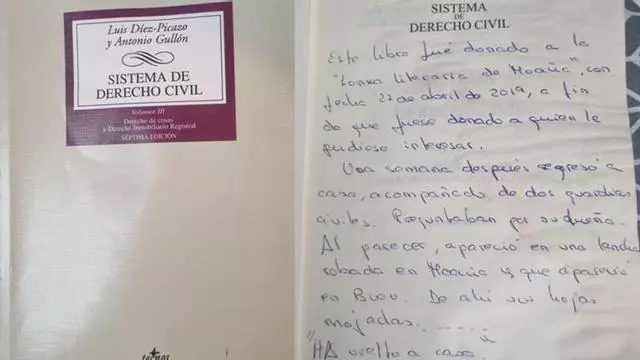 Luis Díez-Picazo
y Antonio Gullón
SISTEMA DE
DERECHO CIVIL
Volumen III
Derecho de cosas
y Derecho Inmobiliario Registral
SÉPTIMA EDICIÓN
tecnos
SISTEMA
DE
DERECHO CIVIL
Este libro fué donado a la
"Lonxa literaria de Moaña", con
fecha 27 de abril de 2019, a fin
de que fuese donado a quien le
pudiose interesar.
Una semana después regresó a
casa, acompañado de dos guardias
civiles. Preguntaban por su dueño.
Al parecer, apareció en una lancha
robada en Moaña y que apareció
en Bueu. De ahí sus hojas
mojadas.......
"HA vuelto a casa"